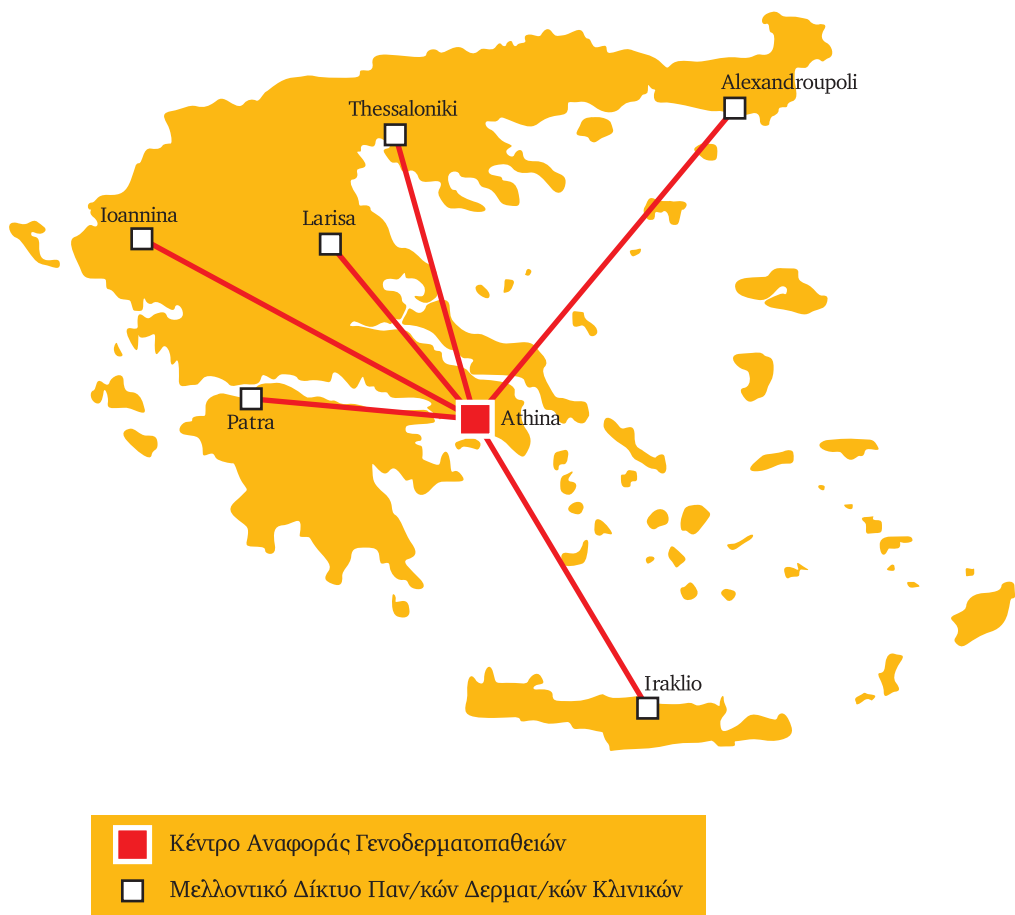 Alexandroupoli
Thessaloniki
Ioannina
Larisa
Patra
Athina
Iraklio
Κέντρο Αναφοράς Γενοδερματοπαθειών
Μελλοντικό Δίκτυο Παν/κών Δερματ/κών Κλινικών